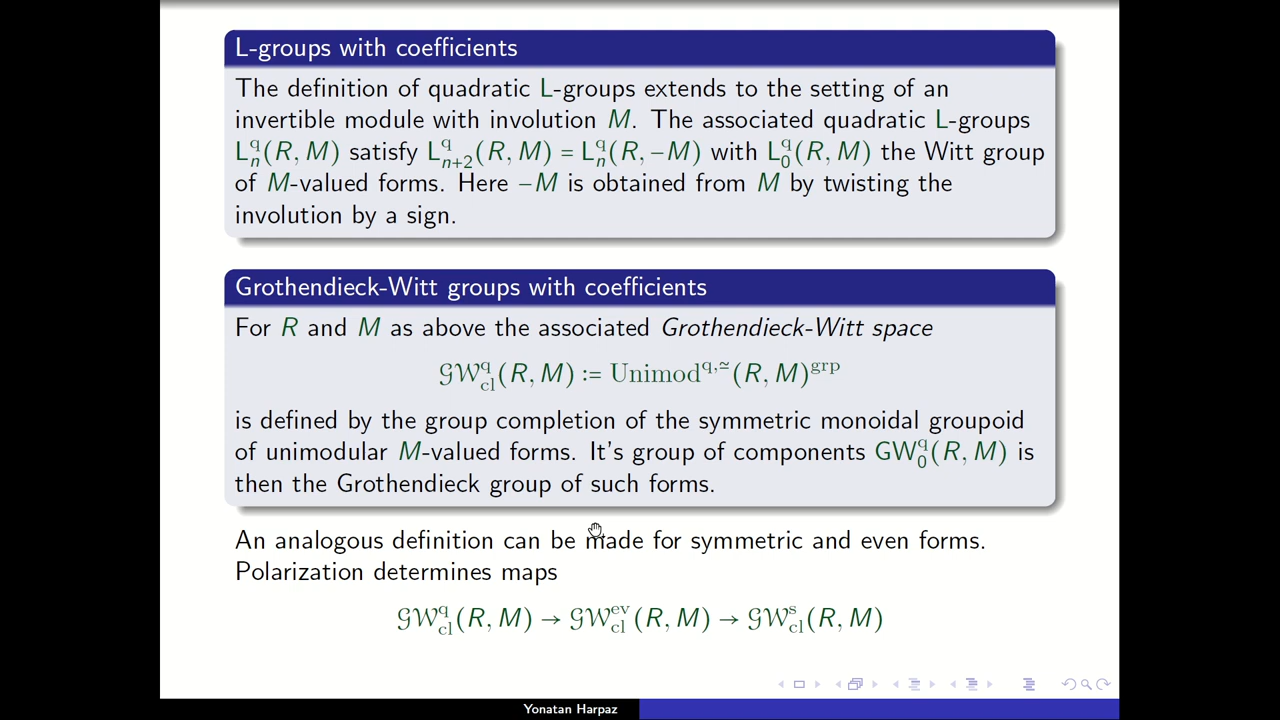 L-groups with coefficients
The definition of quadratic L-groups extends to the setting of an
invertible module with involution M. The associated quadratic L-groups
L^q_n(R, M) satisfy L^q_{n+2}(R, M) = L^q_n(R, −M) with L^q_0(R, M) the Witt group
of M-valued forms. Here −M is obtained from M by twisting the
involution by a sign.
Grothendieck-Witt groups with coefficients
For R and M as above the associated Grothendieck-Witt space
𝒢𝒲^q_cl(R, M) := Unimod^{q,≃}(R, M)^grp
is defined by the group completion of the symmetric monoidal groupoid
of unimodular M-valued forms. It's group of components GW^q_0(R, M) is
then the Grothendieck group of such forms.
An analogous definition can be made for symmetric and even forms.
Polarization determines maps
𝒢𝒲^q_cl(R, M) → 𝒢𝒲^ev_cl(R, M) → 𝒢𝒲^s_cl(R, M)
Yonatan Harpaz